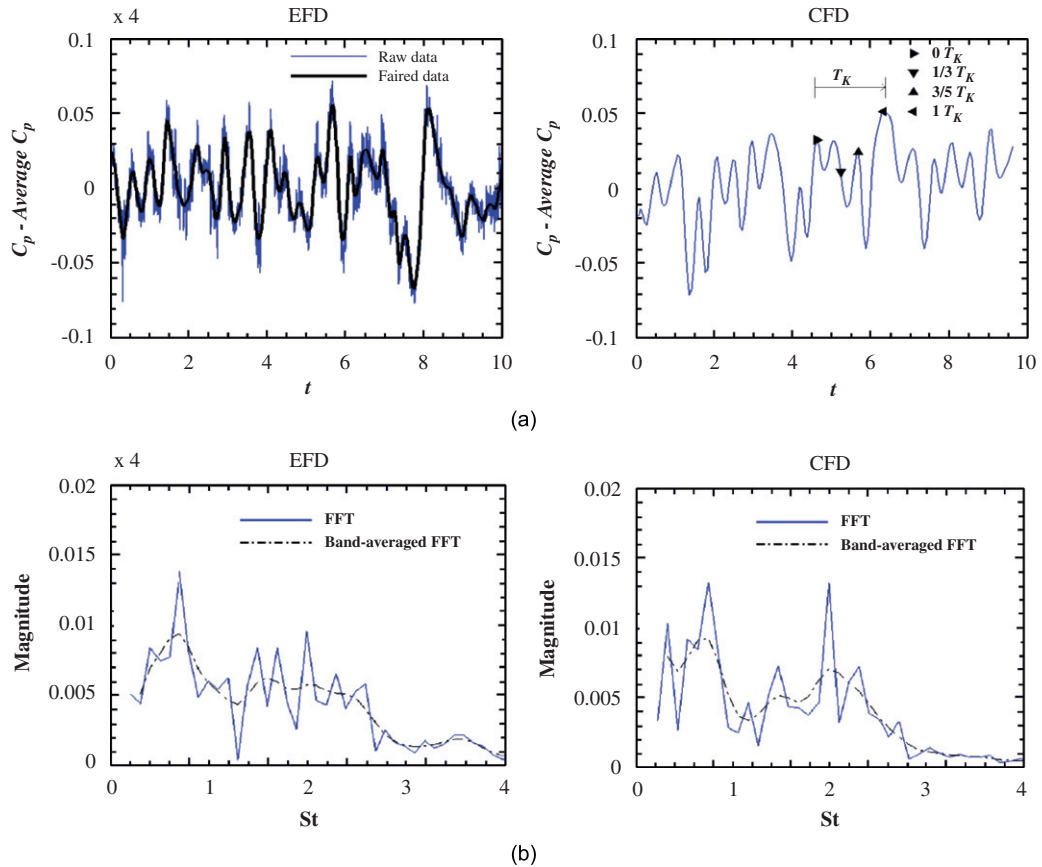 x 4 EFD CFD
0.1 0.1
Raw data
Faired data
T_K
0 T_K
1/3 T_K
3/5 T_K
1 T_K
0.05 0.05
0 0
-0.05 -0.05
-0.1 -0.1
C_p - Average C_p
C_p - Average C_p
0 2 4 6 8 10
0 2 4 6 8 10
t t
(a)
x 4 EFD CFD
0.02 0.02
FFT
Band-averaged FFT
FFT
Band-averaged FFT
0.015 0.015
0.01 0.01
0.005 0.005
0 0
Magnitude
Magnitude
0 1 2 3 4
0 1 2 3 4
St St
(b)